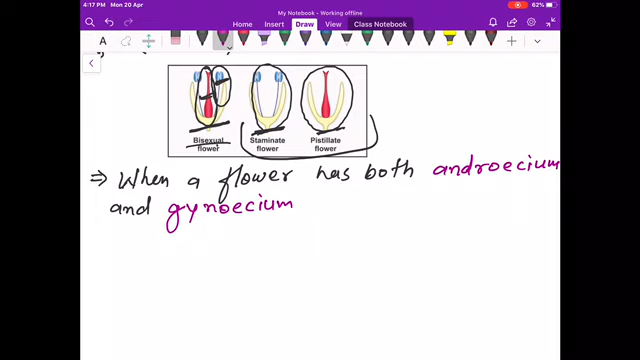 4:17 PM Mon 20 Apr
62%
My Notebook - Working offline
Home Insert Draw View Class Notebook
A
Bisexual flower
Staminate flower
Pistillate flower
⇒ When a flower has both androecium
and gynoecium